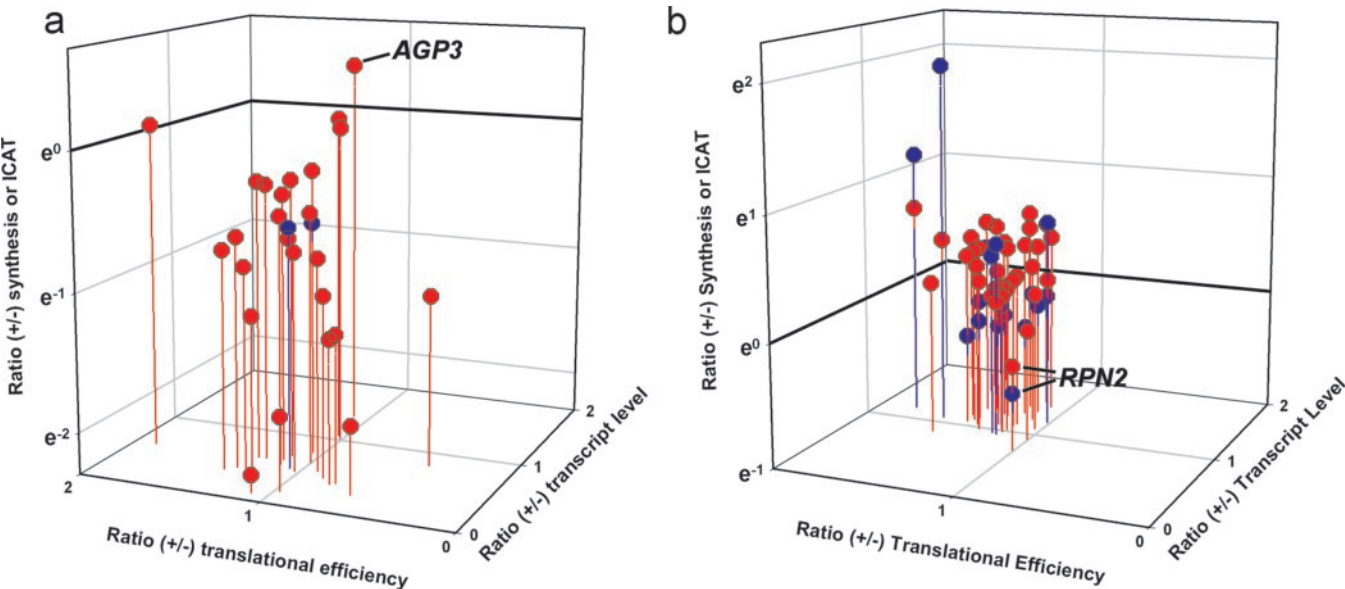 a
AGP3
e0
e-1
e-2
2
1
0
0
1
2
Ratio (+/-) synthesis or ICAT
Ratio (+/-) translational efficiency
Ratio (+/-) transcript level
b
e2
e1
e0
e-1
RPN2
1
0
0
1
2
Ratio (+/-) Synthesis or ICAT
Ratio (+/-) Translational Efficiency
Ratio (+/-) Transcript Level